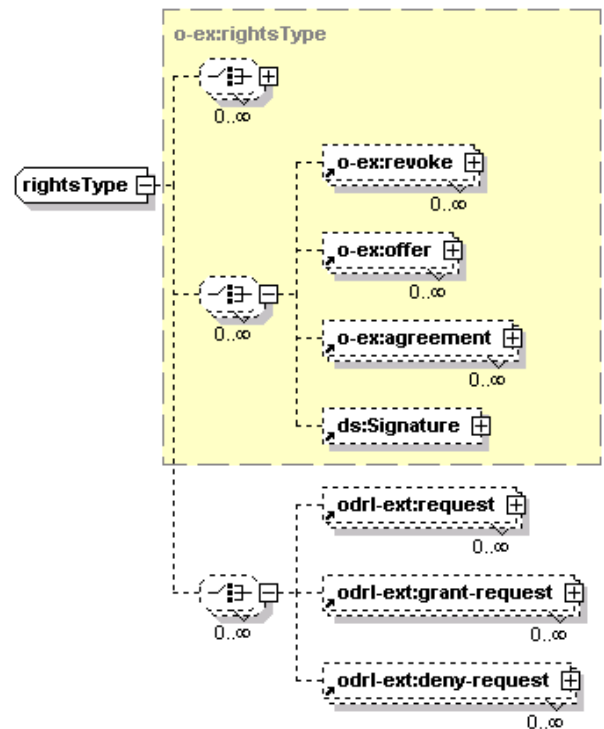 o-ex:rightsType
0..∞
rightsType
o-ex:revoke
0..∞
o-ex:offer
0..∞
0..∞
o-ex:agreement
0..∞
ds:Signature
odrl-ext:request
0..∞
odrl-ext:grant-request
0..∞
0..∞
odrl-ext:deny-request
0..∞